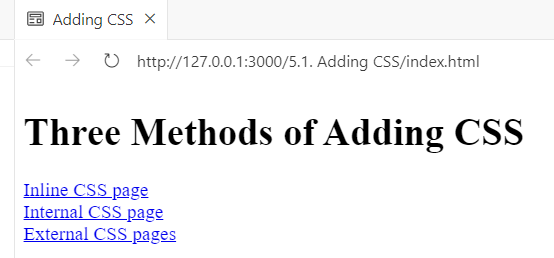 Adding CSS
http://127.0.0.1:3000/5.1. Adding CSS/index.html
Three Methods of Adding CSS
Inline CSS page
Internal CSS page
External CSS pages